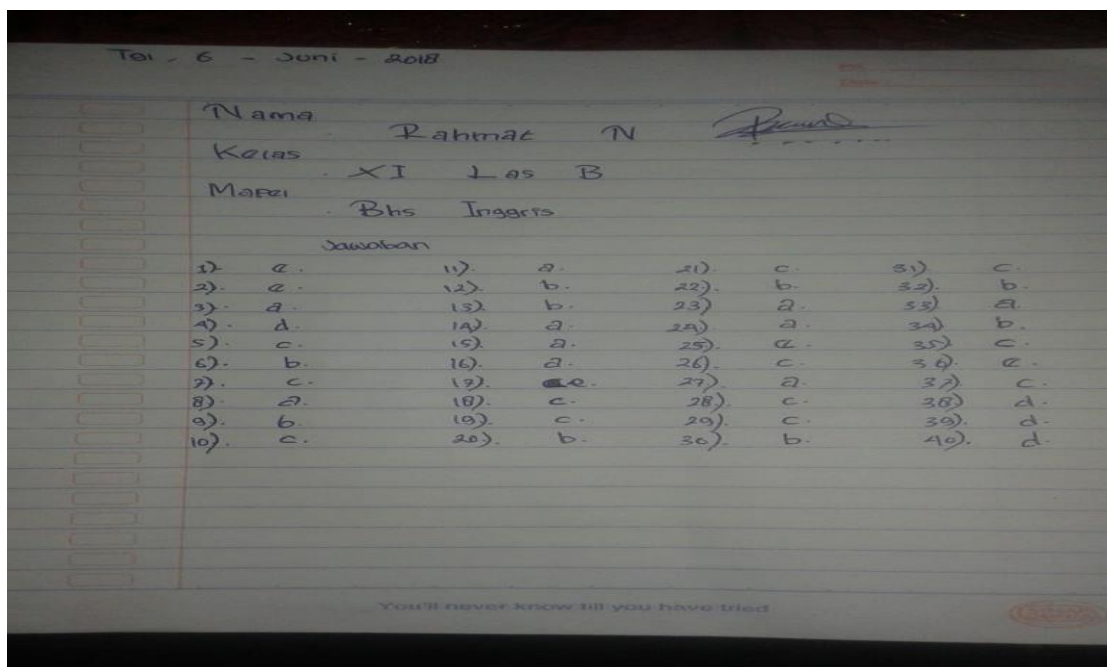 Tgl - 6 - Juni - 2018
Nama
Rahmat N
Kelas
. XI Las B
Mapel
. Bhs Inggris
Jawaban
1) e. 11). a. 21). c. 31) c.
2). e. 12). b. 22). b. 32). b.
3). a. 13). b. 23) a. 33) a.
4). d. 14). a. 24) a. 34) b.
5). c. 15). a. 25). e. 35) c.
6). b. 16). a. 26). c. 36). e.
7). c. 17). e. 27). a. 37) c.
8). a. 18). c. 28). c. 38) d.
9). b. 19). c. 29). c. 39). d.
10). c. 20). b. 30). b. 40). d.
You'll never know till you have tried